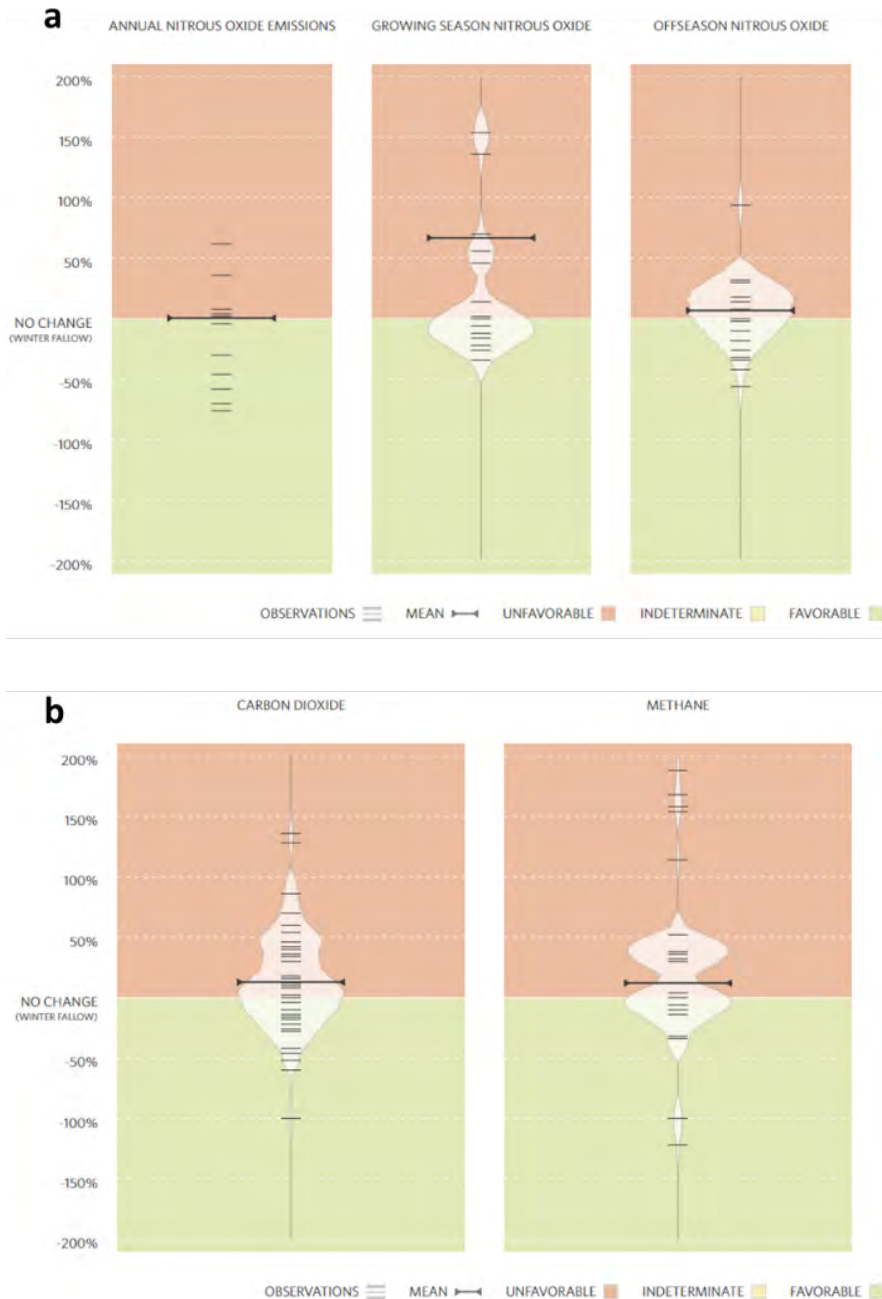 a
ANNUAL NITROUS OXIDE EMISSIONS GROWING SEASON NITROUS OXIDE OFFSEASON NITROUS OXIDE
200%
150%
100%
50%
NO CHANGE
(WINTER FALLOW)
-50%
-100%
-150%
-200%
OBSERVATIONS MEAN UNFAVORABLE INDETERMINATE FAVORABLE
b
CARBON DIOXIDE METHANE
200%
150%
100%
50%
NO CHANGE
(WINTER FALLOW)
-50%
-100%
-150%
-200%
OBSERVATIONS MEAN UNFAVORABLE INDETERMINATE FAVORABLE